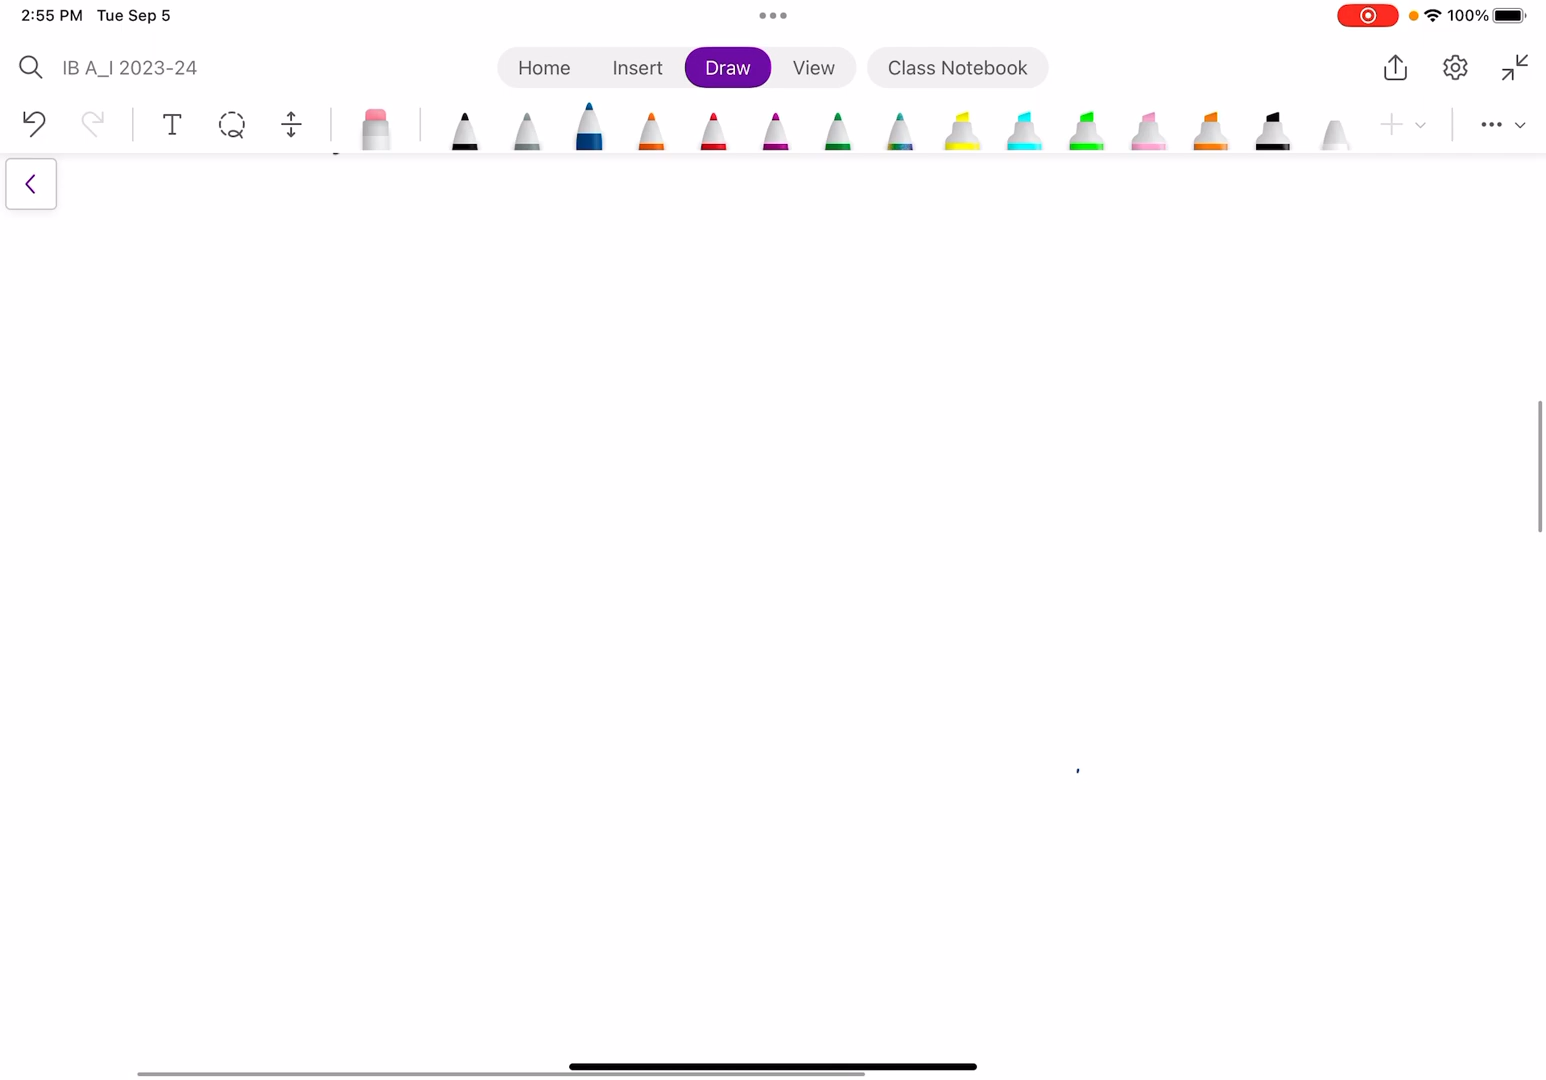 2:55 PM Tue Sep 5
100%
IB A_I 2023-24
Home Insert Draw View Class Notebook
T